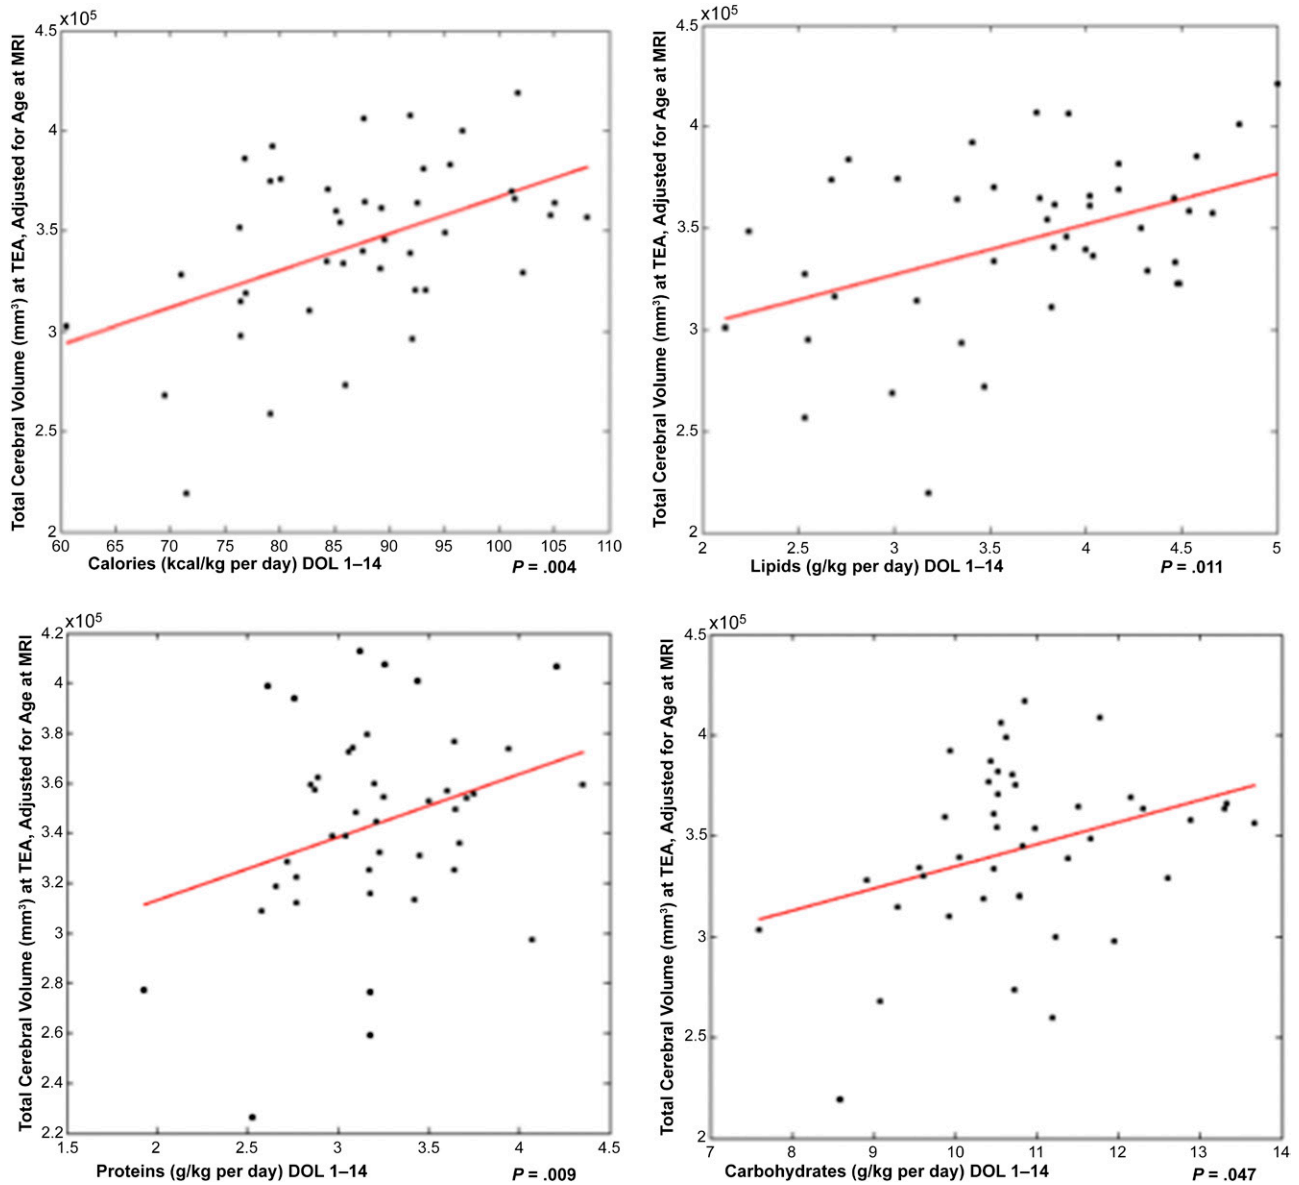 x10⁵
4.5
4
3.5
3
2.5
2
60 65 70 75 80 85 90 95 100 105 110
Total Cerebral Volume (mm³) at TEA, Adjusted for Age at MRI
Calories (kcal/kg per day) DOL 1–14
P = .004
x10⁵
4.5
4
3.5
3
2.5
2
2 2.5 3 3.5 4 4.5 5
Total Cerebral Volume (mm³) at TEA, Adjusted for Age at MRI
Lipids (g/kg per day) DOL 1–14
P = .011
x10⁵
4.2
4
3.8
3.6
3.4
3.2
3
2.8
2.6
2.4
2.2
1.5 2 2.5 3 3.5 4 4.5
Total Cerebral Volume (mm³) at TEA, Adjusted for Age at MRI
Proteins (g/kg per day) DOL 1–14
P = .009
x10⁵
4.5
4
3.5
3
2.5
2
7 8 9 10 11 12 13 14
Total Cerebral Volume (mm³) at TEA, Adjusted for Age at MRI
Carbohydrates (g/kg per day) DOL 1–14
P = .047